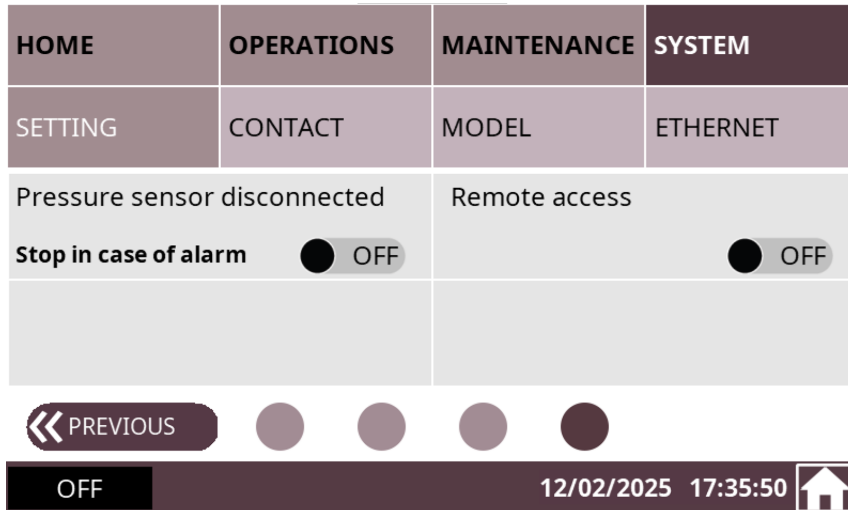 HOME OPERATIONS MAINTENANCE SYSTEM
SETTING CONTACT MODEL ETHERNET
Pressure sensor disconnected Remote access
Stop in case of alarm OFF OFF
PREVIOUS
OFF 12/02/2025 17:35:50